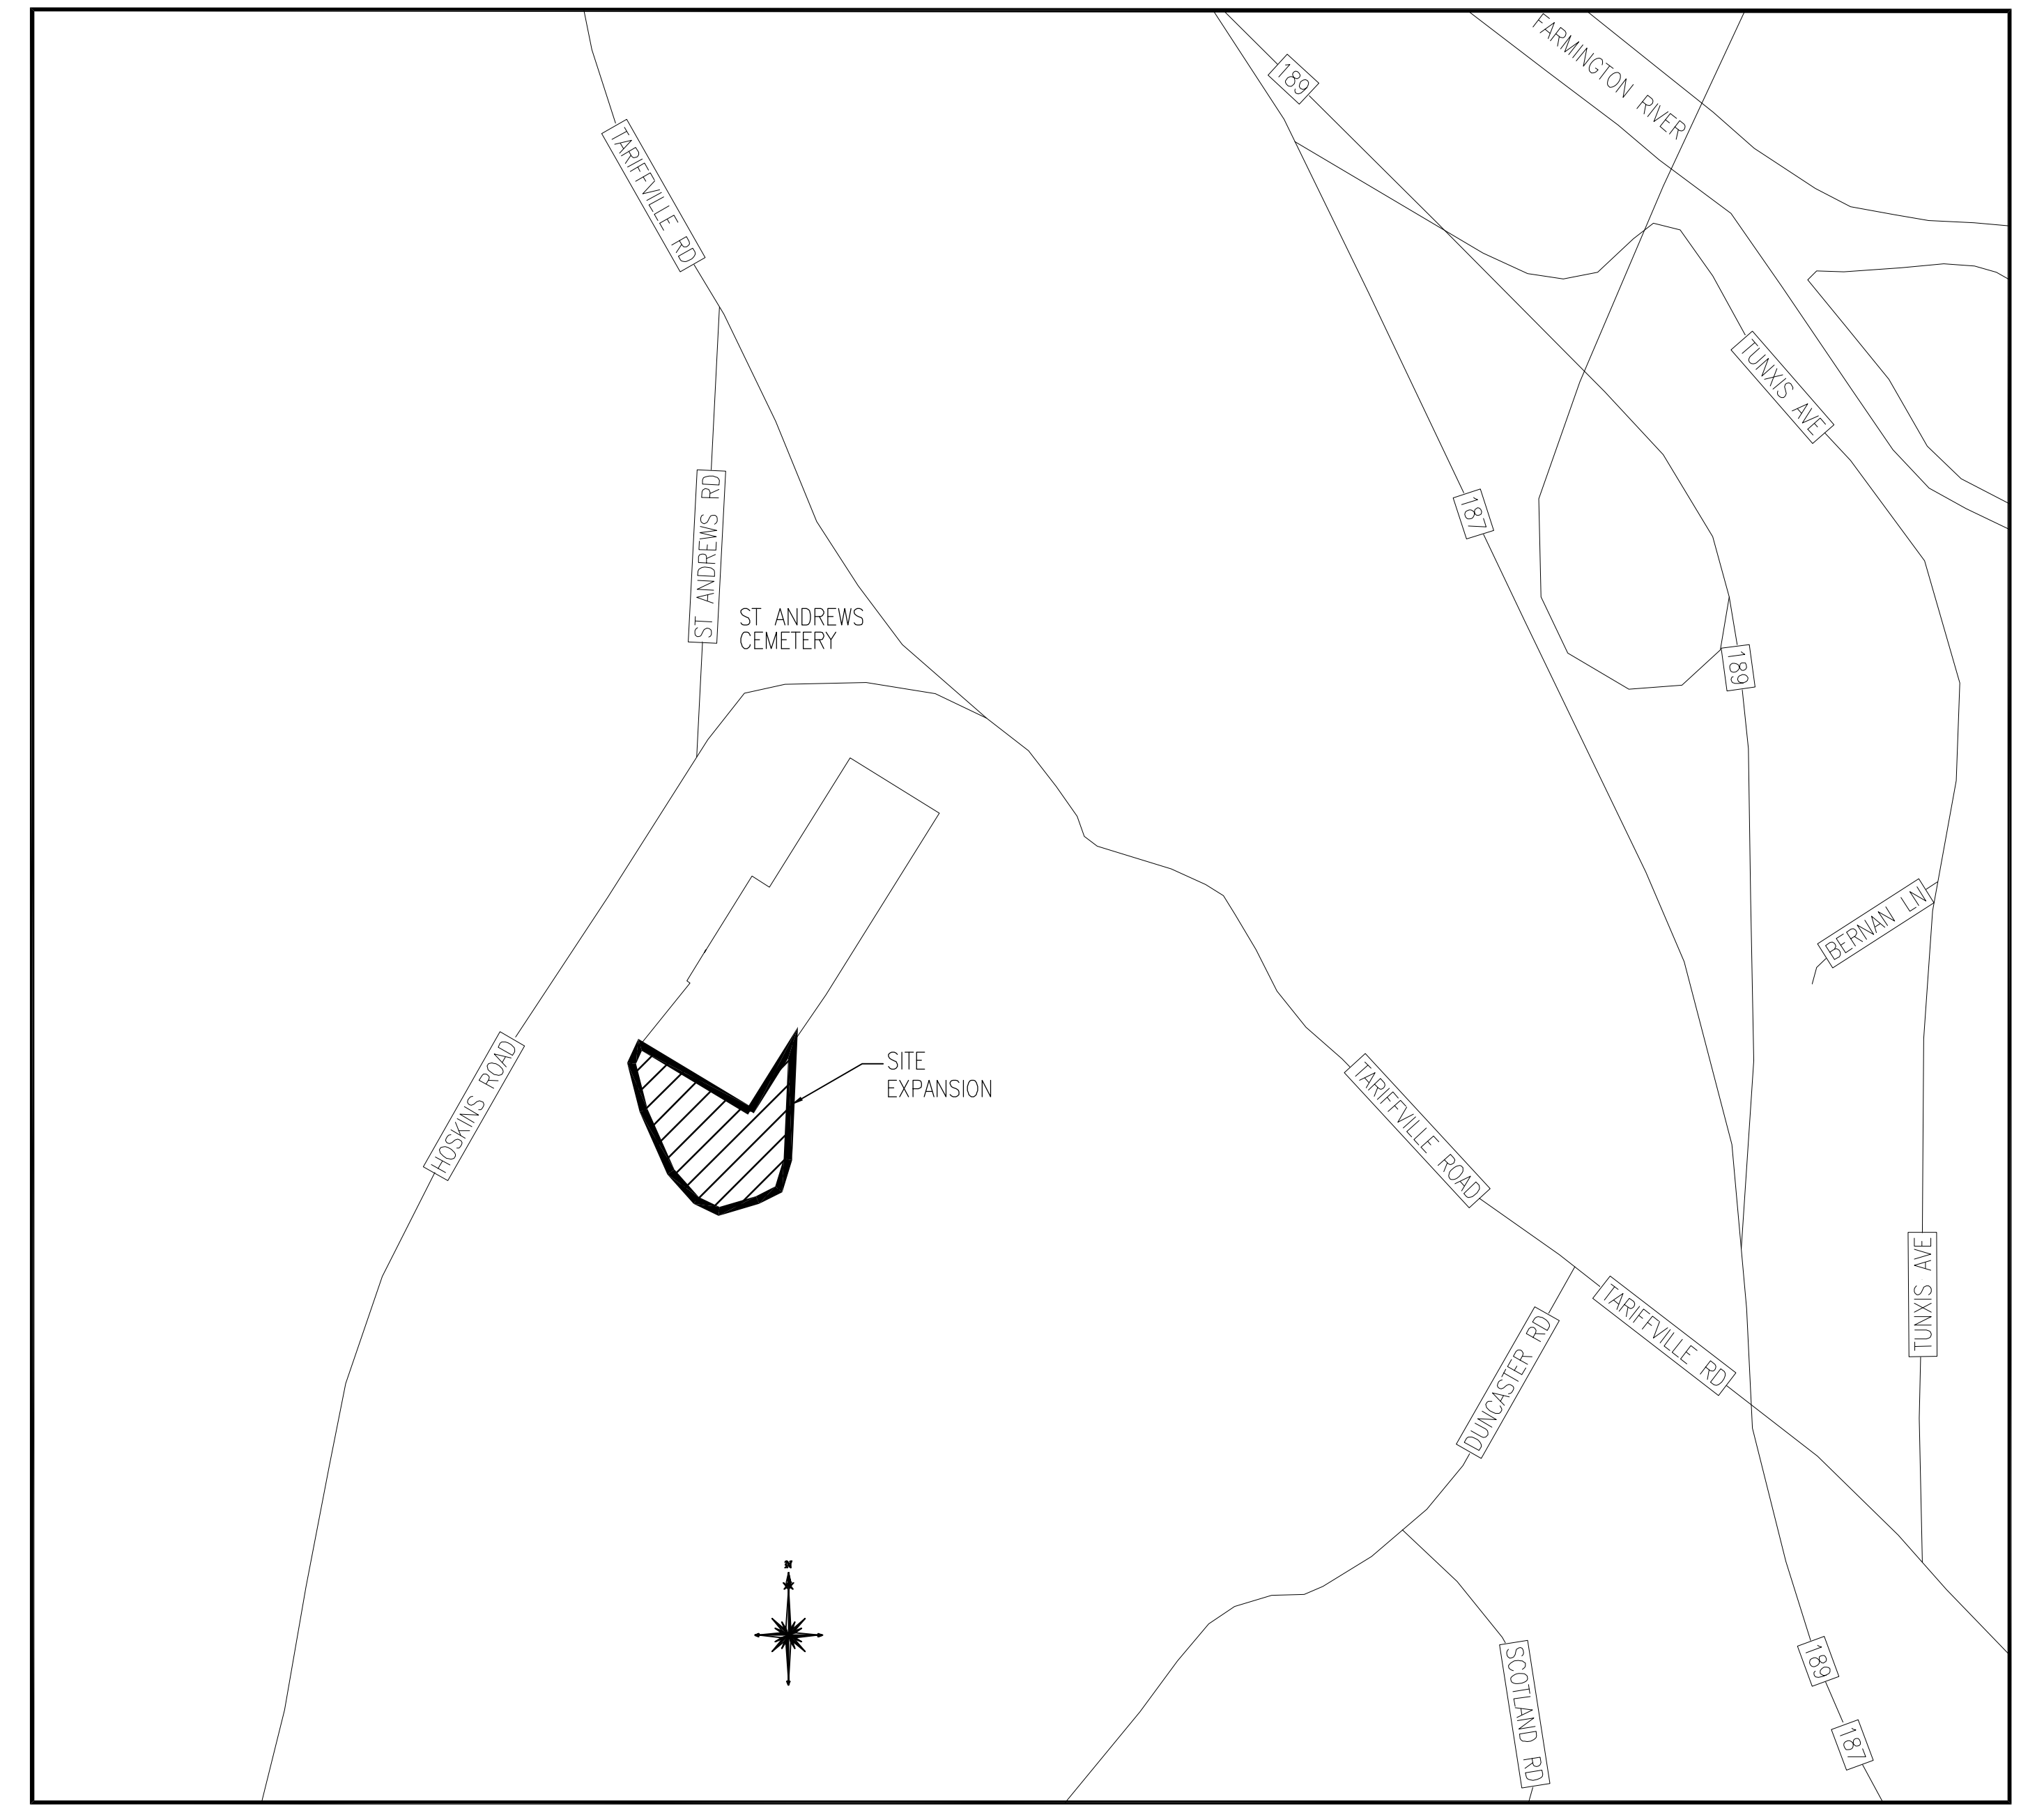 FARMINGTON RIVER
189
TARIFFVILLE RD
TUNXIS AVE
187
ST ANDREWS RD
ST ANDREWS
CEMETERY
189
BERNAN LN
HOSKINS ROAD
SITE
EXPANSION
TARIFFVILLE ROAD
TUNXIS AVE
TARIFFVILLE RD
DUNCASTER RD
N
SCOTLAND RD
189
187